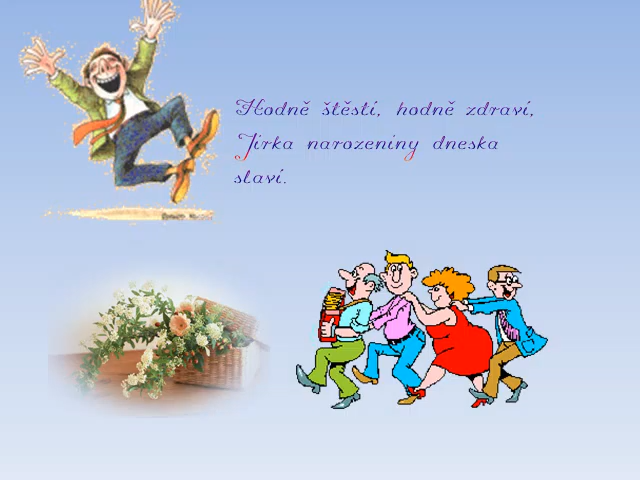 Hodně štěstí, hodně zdraví,
Jirka narozeniny dneska
slaví.